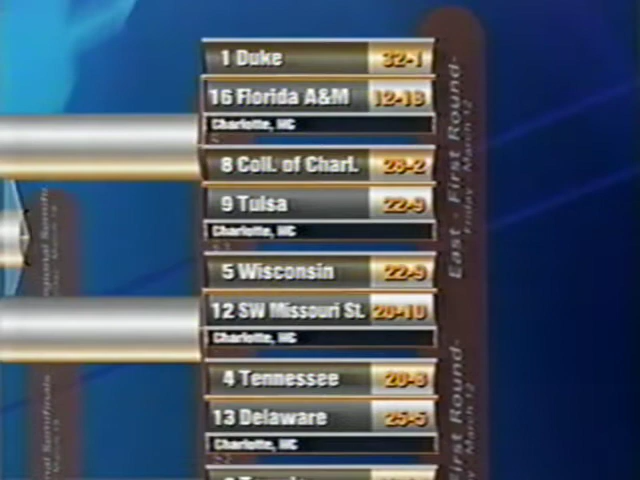 1 Duke 32-1
16 Florida A&M 12-18
Charlotte, NC
8 Coll. of Charl. 28-2
9 Tulsa 22-9
Charlotte, NC
5 Wisconsin 22-9
12 SW Missouri St. 20-10
Charlotte, NC
4 Tennessee 20-8
13 Delaware 25-5
Charlotte, NC
East - First Round-
Friday March 12
First Round-
March 12